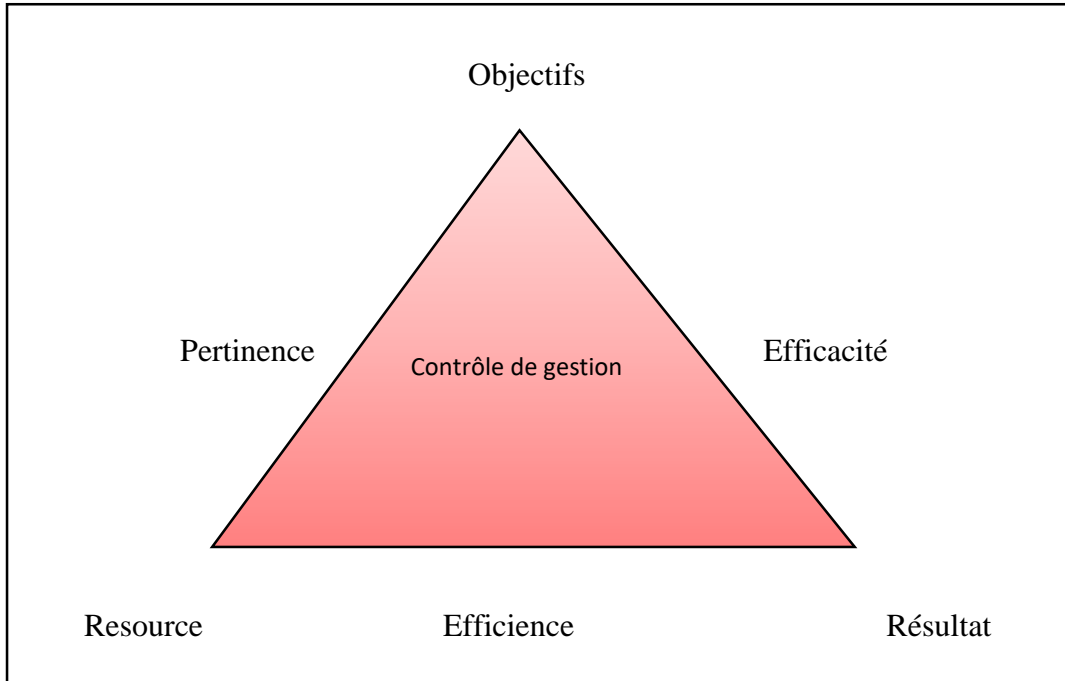 Objectifs
Pertinence
Contrôle de gestion
Efficacité
Resource
Efficience
Résultat